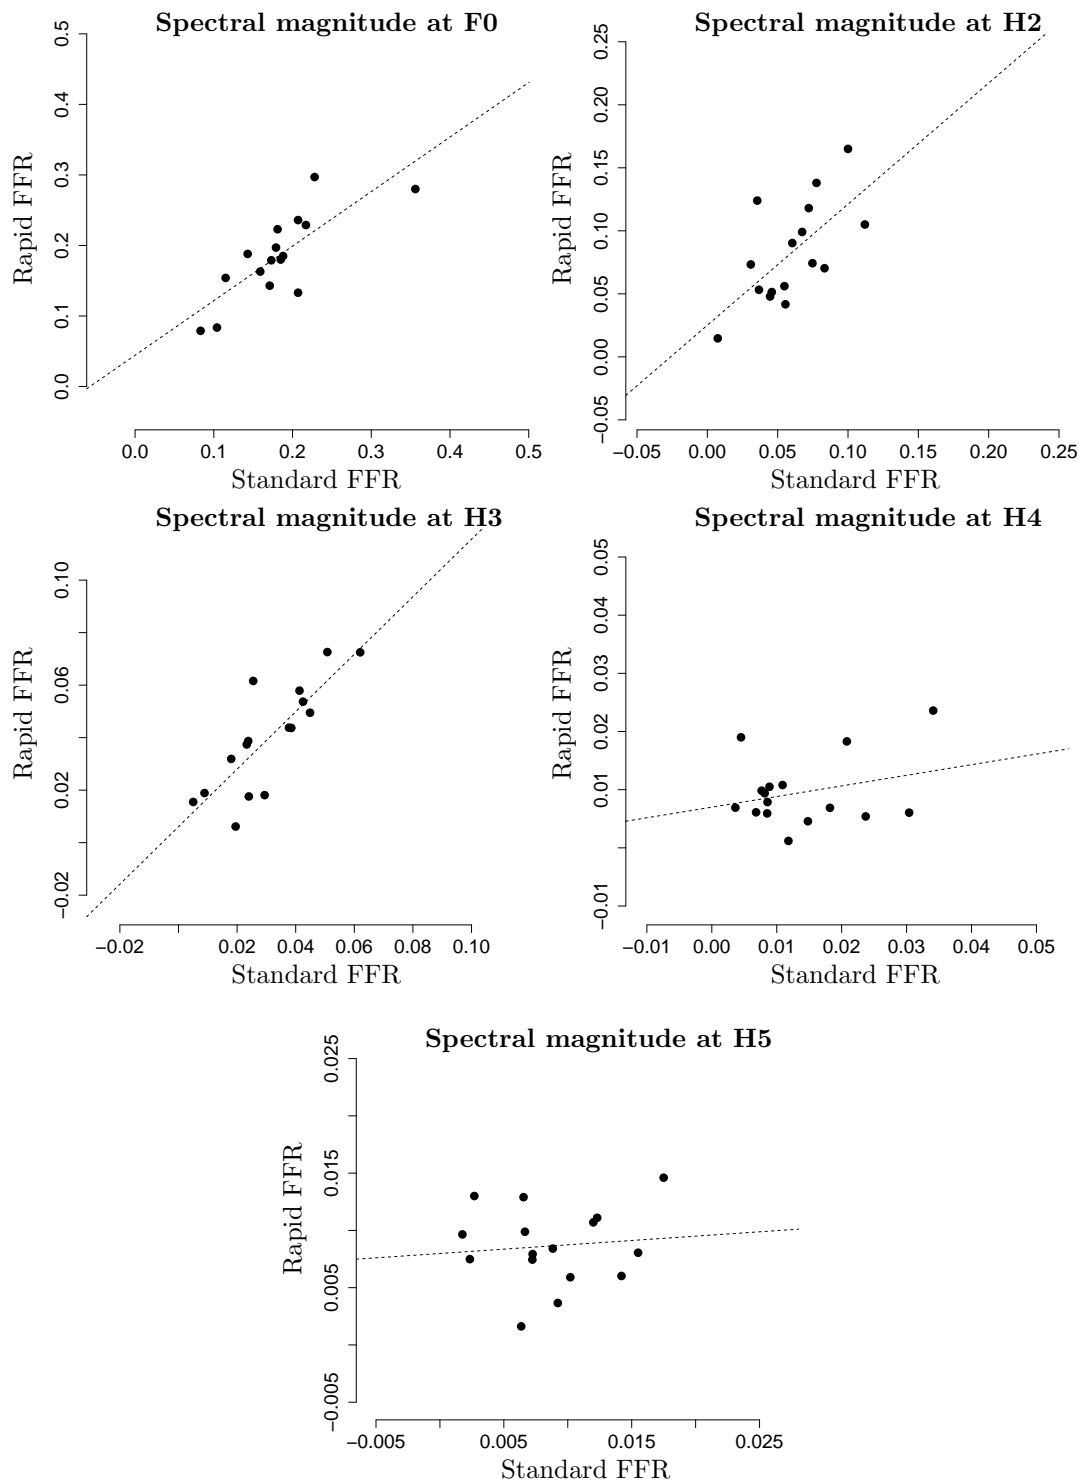 Spectral magnitude at F0
Rapid FFR
0.5
0.4
0.3
0.2
0.1
0.0
0.0 0.1 0.2 0.3 0.4 0.5
Standard FFR
Spectral magnitude at H2
Rapid FFR
0.25
0.20
0.15
0.10
0.05
0.00
−0.05
−0.05 0.00 0.05 0.10 0.15 0.20 0.25
Standard FFR
Spectral magnitude at H3
Rapid FFR
0.10
0.06
0.02
−0.02
−0.02 0.02 0.04 0.06 0.08 0.10
Standard FFR
Spectral magnitude at H4
Rapid FFR
0.05
0.04
0.03
0.02
0.01
−0.01
−0.01 0.00 0.01 0.02 0.03 0.04 0.05
Standard FFR
Spectral magnitude at H5
Rapid FFR
0.025
0.015
0.005
−0.005
−0.005 0.005 0.015 0.025
Standard FFR